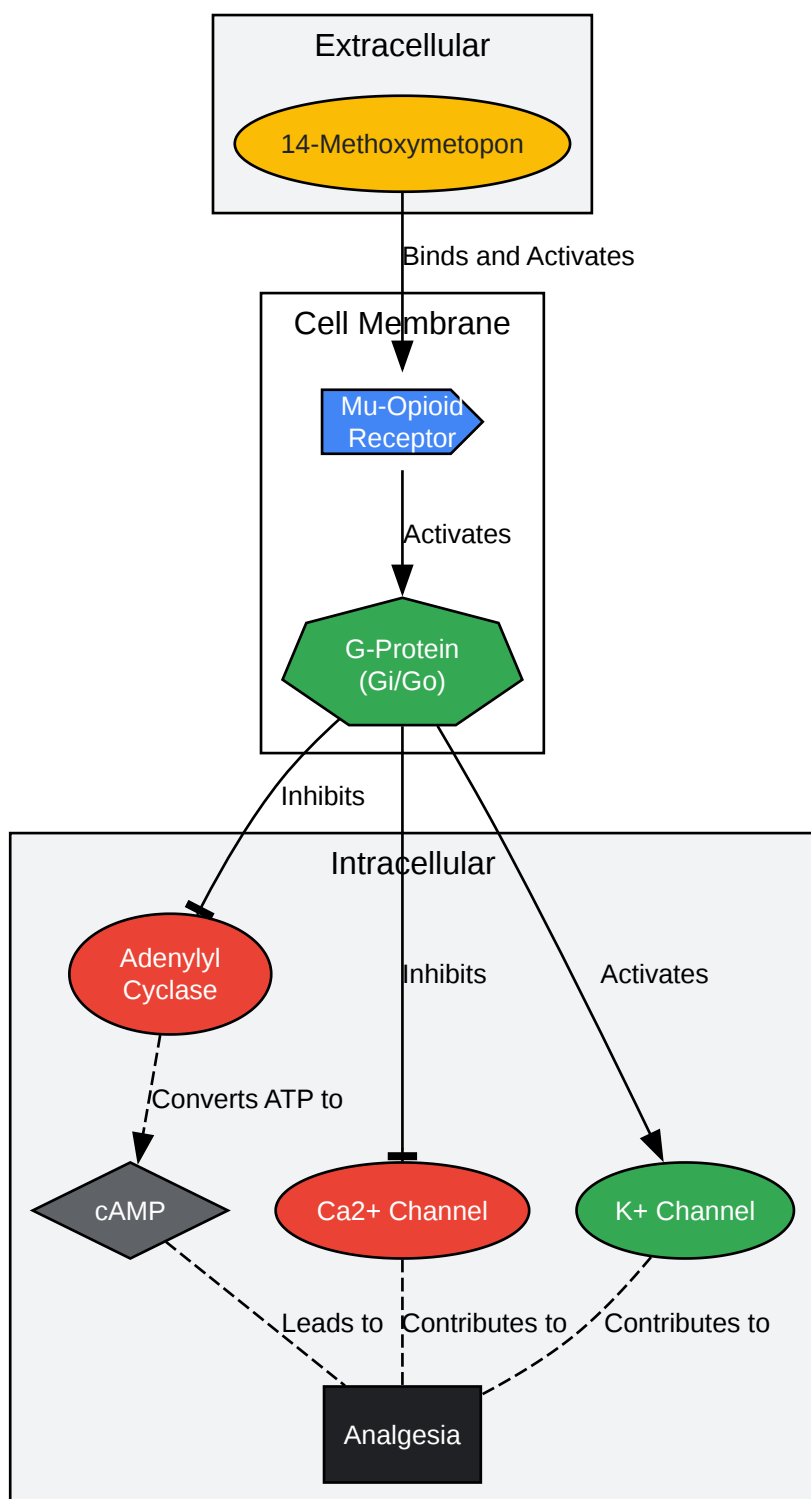 Extracellular
14-Methoxymetopon
Binds and Activates
Cell Membrane
Mu-Opioid
Receptor
Activates
G-Protein
(Gi/Go)
Inhibits
Intracellular
Adenylyl
Cyclase
Inhibits
Activates
Converts ATP to
cAMP
Ca2+ Channel
K+ Channel
Leads to
Contributes to
Contributes to
Analgesia